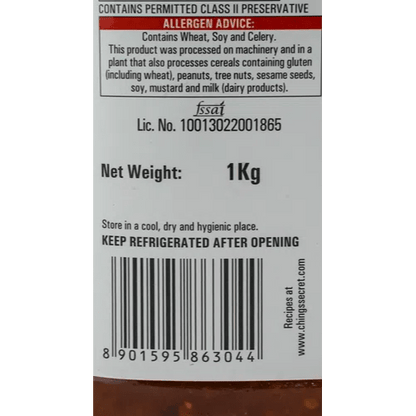 CONTAINS PERMITTED CLASS II PRESERVATIVE
ALLERGEN ADVICE:
Contains Wheat, Soy and Celery.
This product was processed on machinery and in a
plant that also processes cereals containing gluten
(including wheat), peanuts, tree nuts, sesame seeds,
soy, mustard and milk (dairy products).
fssai
Lic. No. 10013022001865
Net Weight: 1Kg
Store in a cool, dry and hygienic place.
KEEP REFRIGERATED AFTER OPENING
8 901595 863044
Recipes at
www.chingssecret.com